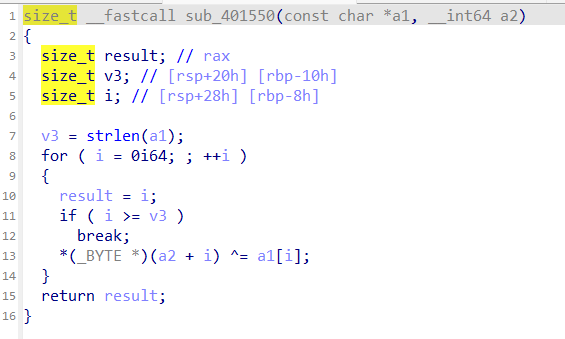 1 size_t __fastcall sub_401550(const char *a1, __int64 a2)
2 {
3 size_t result; // rax
4 size_t v3; // [rsp+20h] [rbp-10h]
5 size_t i; // [rsp+28h] [rbp-8h]
6
7 v3 = strlen(a1);
8 for ( i = 0i64; ; ++i )
9 {
10 result = i;
11 if ( i >= v3 )
12 break;
13 *(_BYTE *)(a2 + i) ^= a1[i];
14 }
15 return result;
16 }